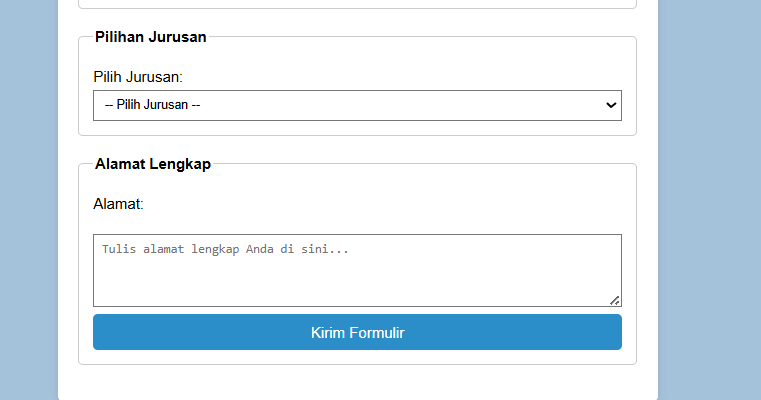 Pilihan Jurusan
Pilih Jurusan:
-- Pilih Jurusan --
Alamat Lengkap
Alamat:
Tulis alamat lengkap Anda di sini...
Kirim Formulir